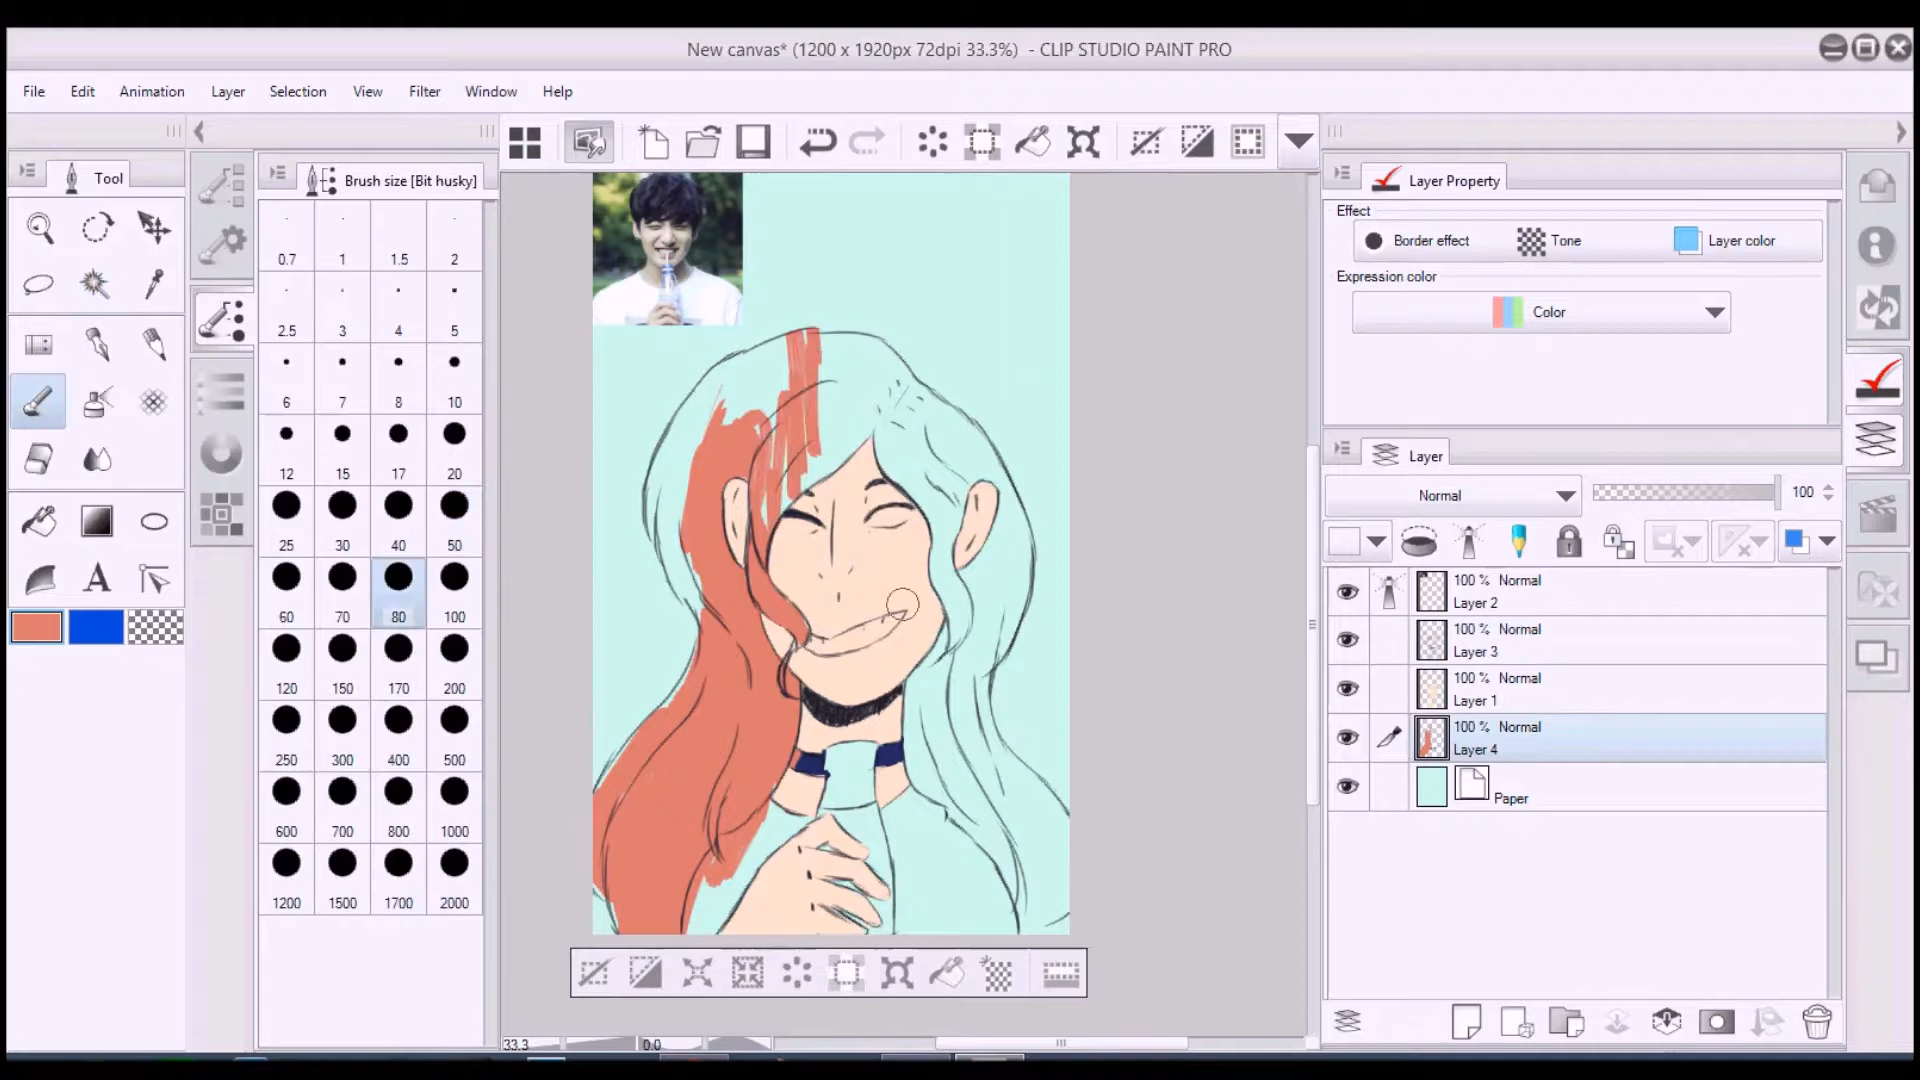 New canvas* (1200 x 1920px 72dpi 33.3%) - CLIP STUDIO PAINT PRO
File Edit Animation Layer Selection View Filter Window Help
Tool
Brush size [Bit husky]
0.7 1 1.5 2
2.5 3 4 5
6 7 8 10
12 15 17 20
25 30 40 50
60 70 80 100
120 150 170 200
250 300 400 500
600 700 800 1000
1200 1500 1700 2000
A
33.3 0.0
Layer Property
Effect
Border effect Tone Layer color
Expression color
Color
Layer
Normal 100
100 % Normal
Layer 2
100 % Normal
Layer 3
100 % Normal
Layer 1
100 % Normal
Layer 4
Paper